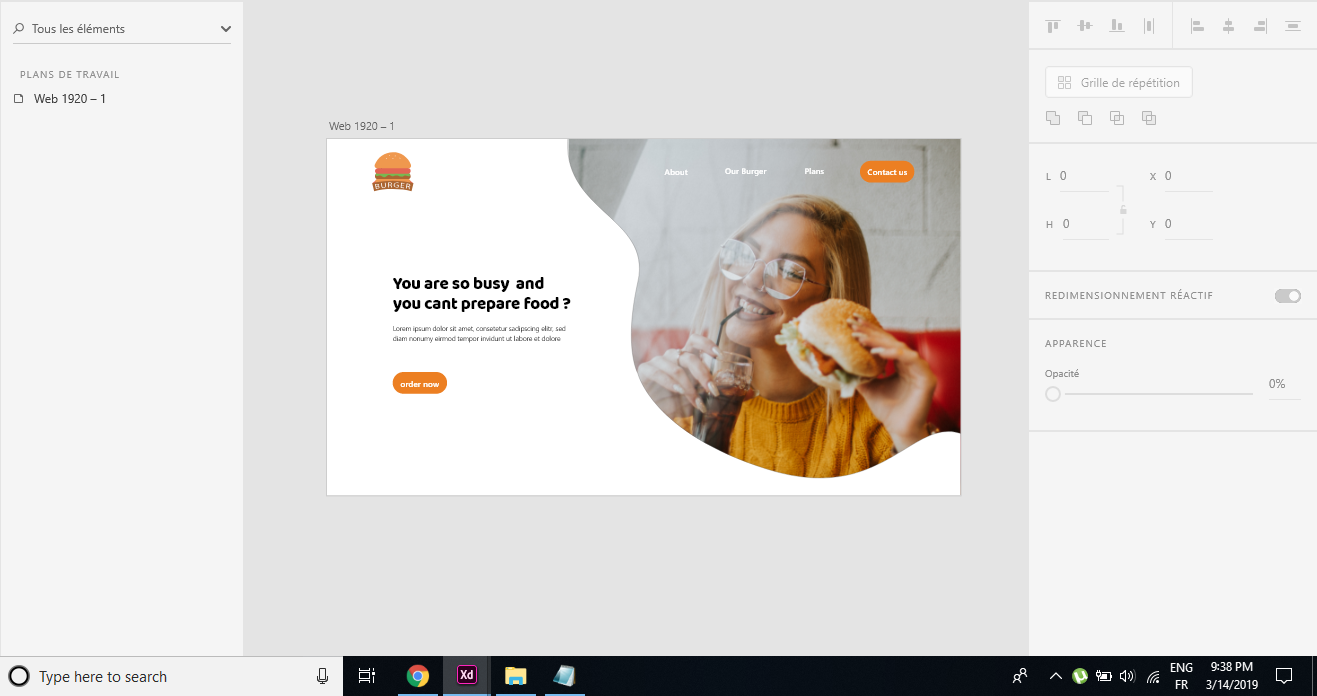 Tous les éléments
PLANS DE TRAVAIL
Web 1920 – 1
Web 1920 – 1
BURGER
About
Our Burger
Plans
Contact us
You are so busy  and
you cant prepare food ?
Lorem ipsum dolor sit amet, consetetur sadipscing elitr, sed
diam nonumy eirmod tempor invidunt ut labore et dolore
order now
Grille de répétition
L 0
X 0
H 0
Y 0
REDIMENSIONNEMENT RÉACTIF
APPARENCE
Opacité
0%
Type here to search
Xd
ENG
FR
9:38 PM
3/14/2019